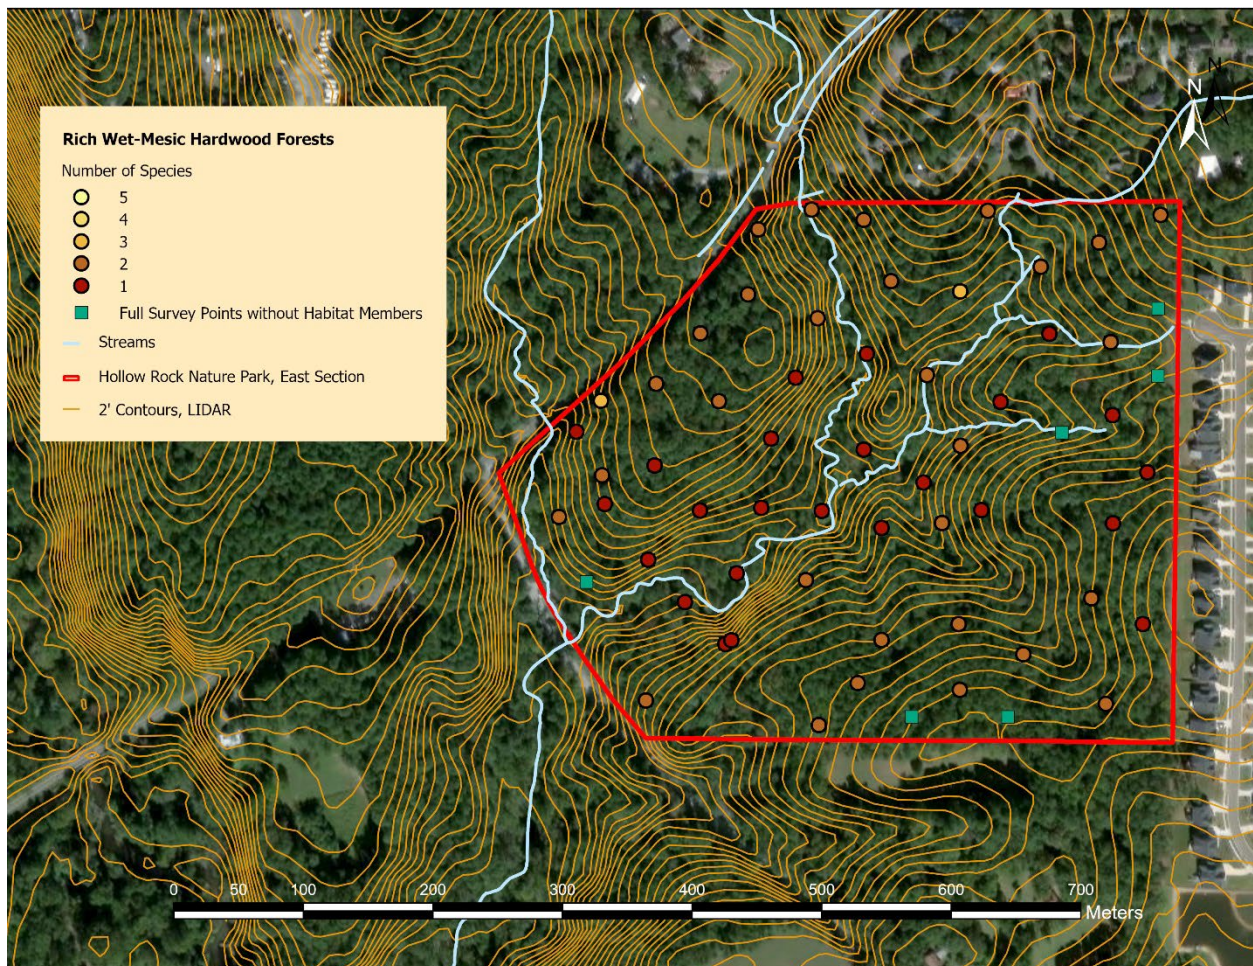 N
N
Rich Wet-Mesic Hardwood Forests
Number of Species
5
4
3
2
1
Full Survey Points without Habitat Members
Streams
Hollow Rock Nature Park, East Section
2' Contours, LIDAR
0 50 100 200 300 400 500 600 700
Meters